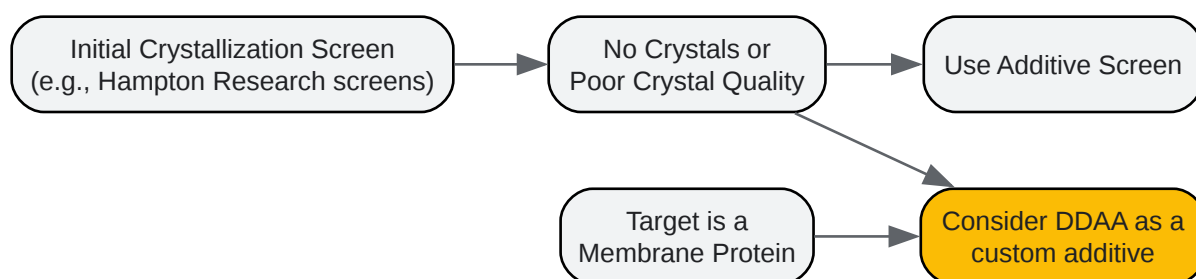 Initial Crystallization Screen
(e.g., Hampton Research screens)
No Crystals or
Poor Crystal Quality
Use Additive Screen
Target is a
Membrane Protein
Consider DDAA as a
custom additive